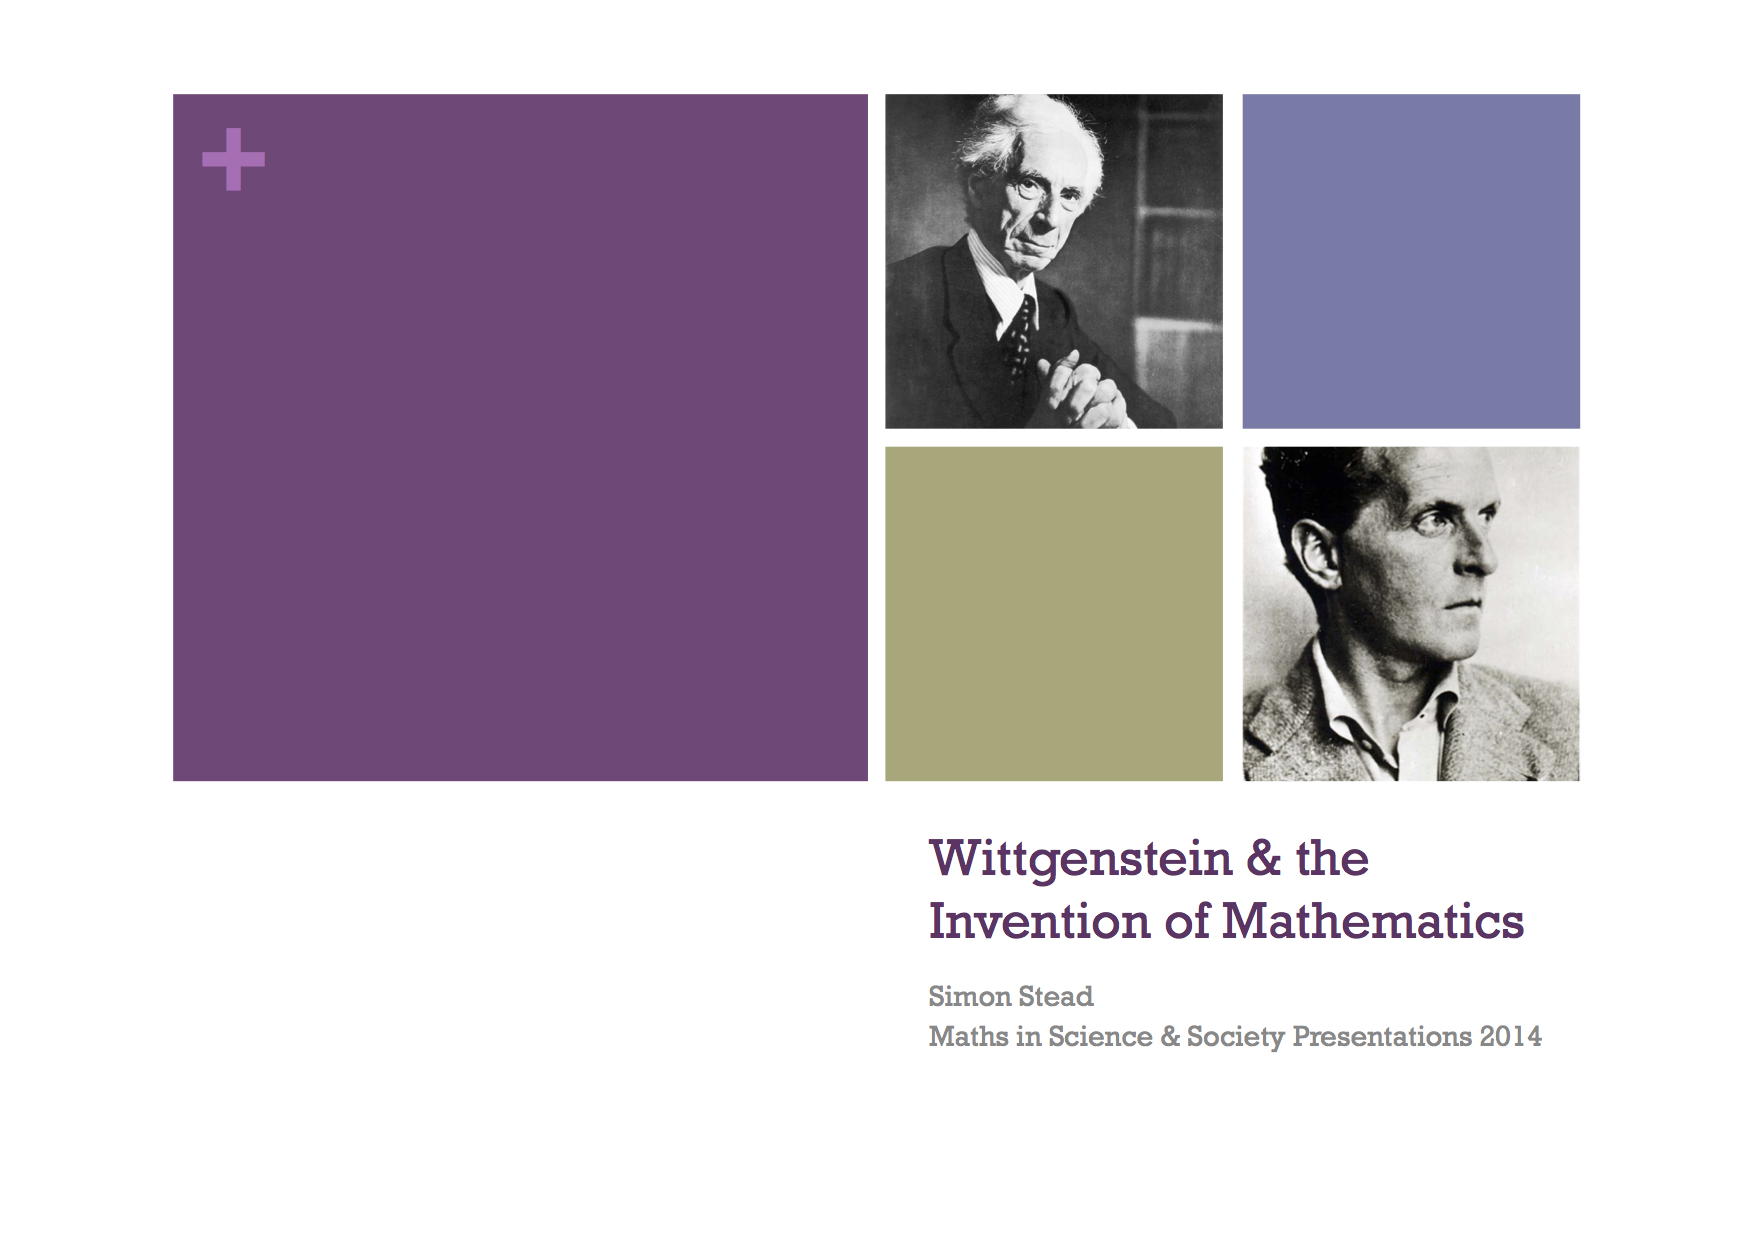 +
Wittgenstein & the
Invention of Mathematics
Simon Stead
Maths in Science & Society Presentations 2014